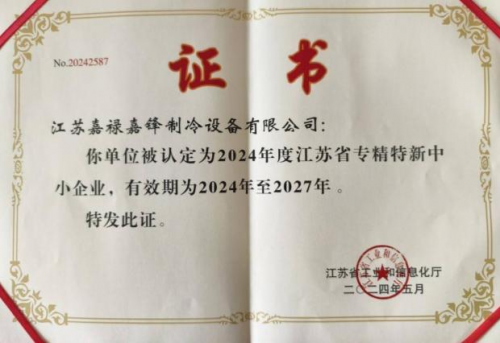 No.20242587
证书
江苏嘉禄嘉锋制冷设备有限公司：
你单位被认定为2024年度江苏省专精特新中
小企业，有效期为2024年至2027年。
特发此证。
江苏省工业和信息化厅
二〇二四年五月